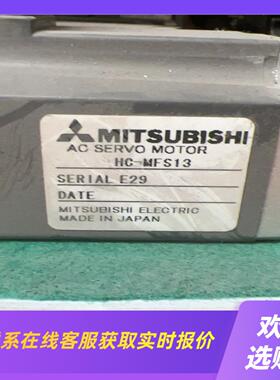 MITSUBISHI
AC SERVO MOTOR
HC-MFS13
SERIAL E29
DATE
MITSUBISHI ELECTRIC
MADE IN JAPAN
系在线客服获取实时报价
欢
选购